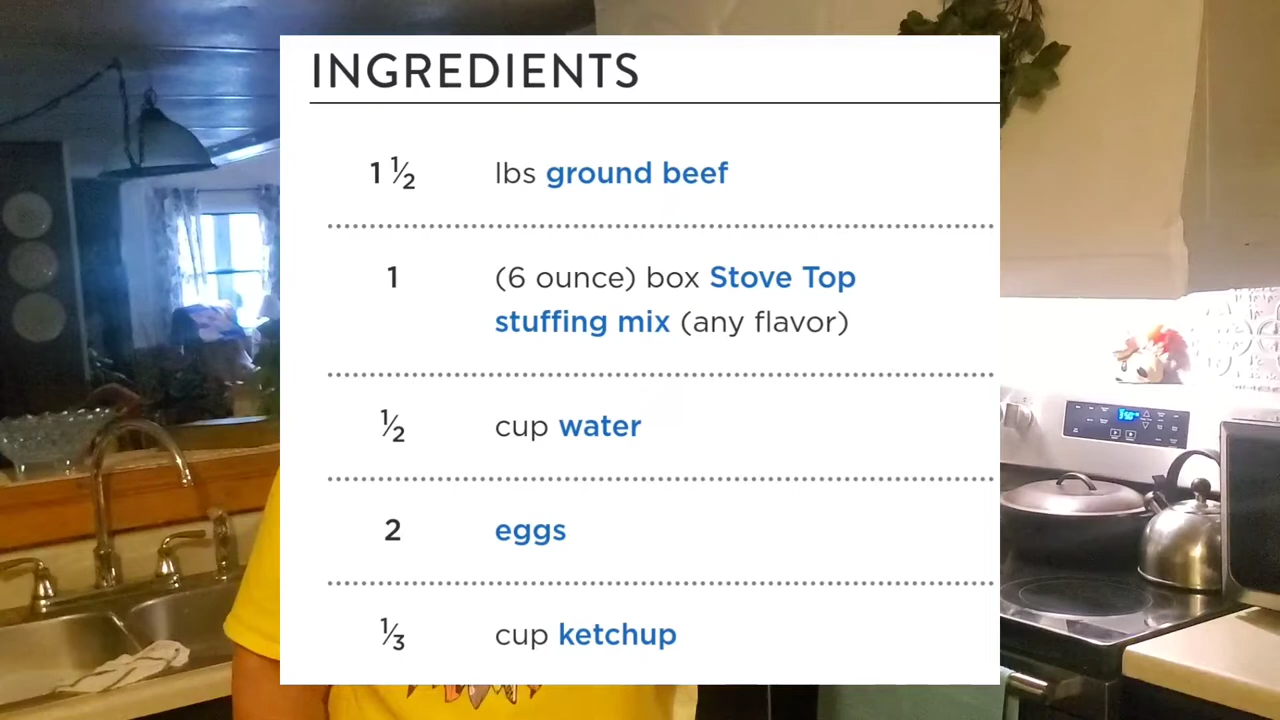 INGREDIENTS
1 ½ lbs ground beef
1 (6 ounce) box Stove Top
stuffing mix (any flavor)
½ cup water
2 eggs
⅓ cup ketchup